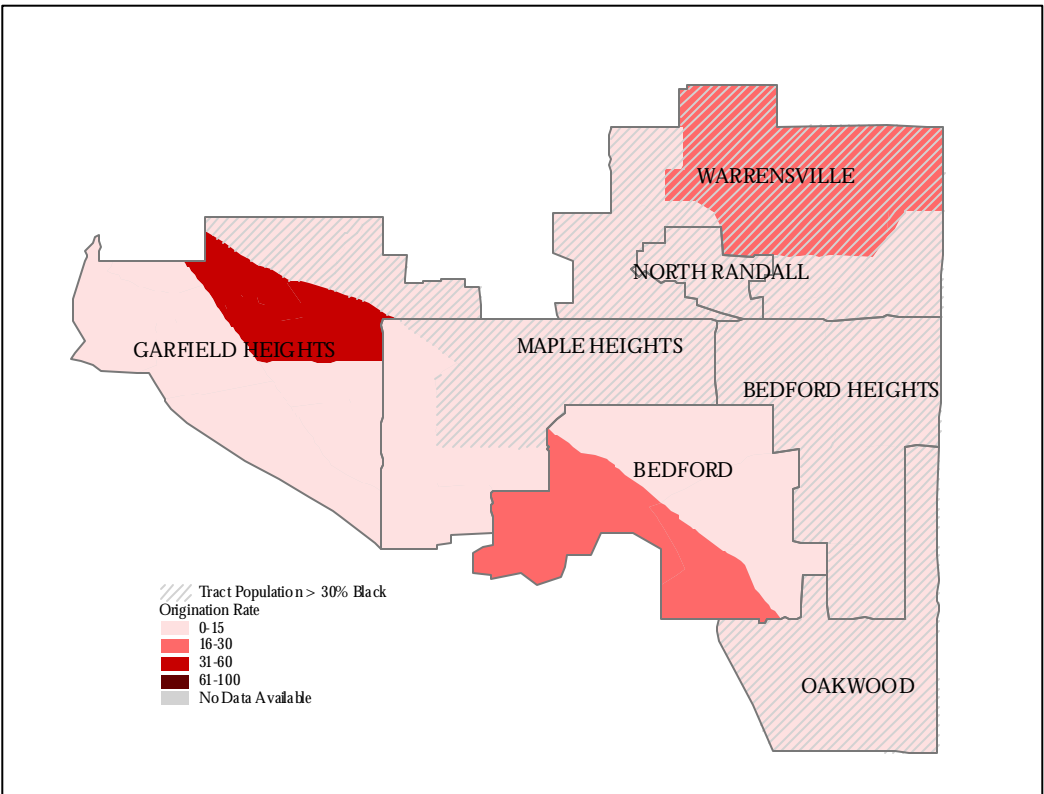 WARRENSVILLE
NORTH RANDALL
GARFIELD HEIGHTS
MAPLE HEIGHTS
BEDFORD HEIGHTS
BEDFORD
Tract Population > 30% Black
Origination Rate
0-15
16-30
31-60
61-100
No Data Available
OAKWOOD